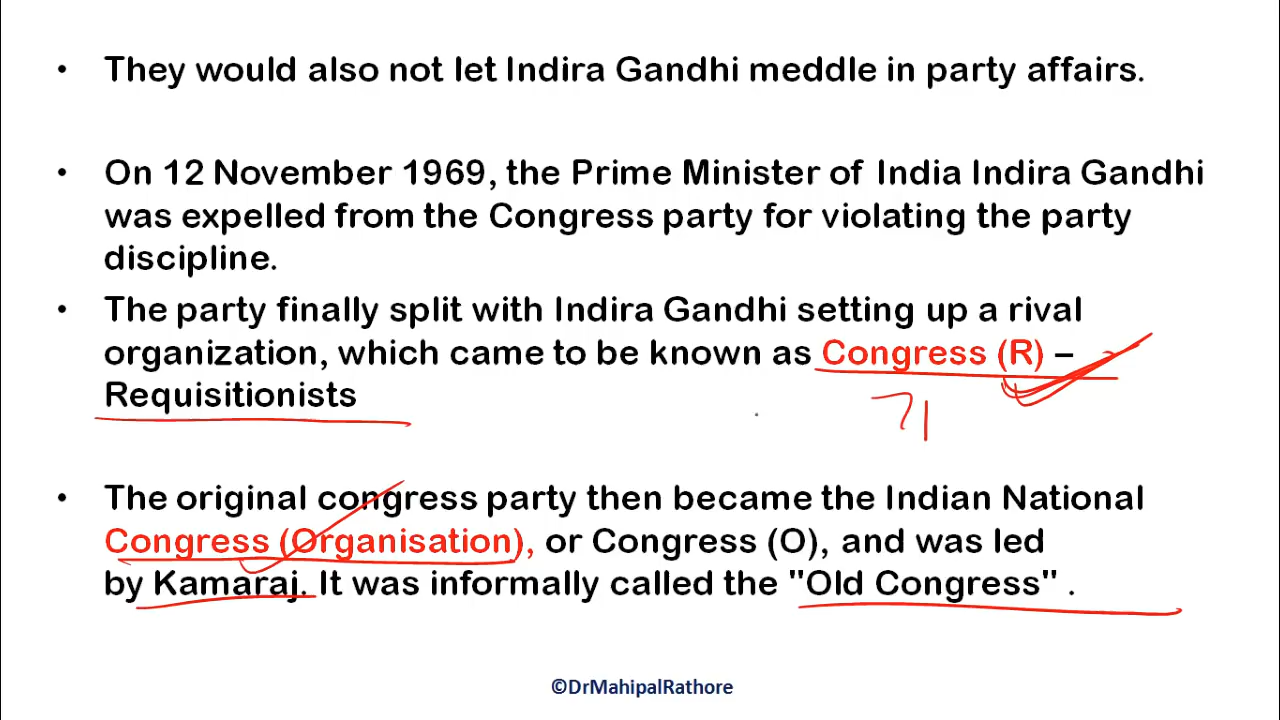 • They would also not let Indira Gandhi meddle in party affairs.
• On 12 November 1969, the Prime Minister of India Indira Gandhi
was expelled from the Congress party for violating the party
discipline.
• The party finally split with Indira Gandhi setting up a rival
organization, which came to be known as Congress (R) –
Requisitionists
71
• The original congress party then became the Indian National
Congress (Organisation), or Congress (O), and was led
by Kamaraj. It was informally called the "Old Congress" .
©DrMahipalRathore